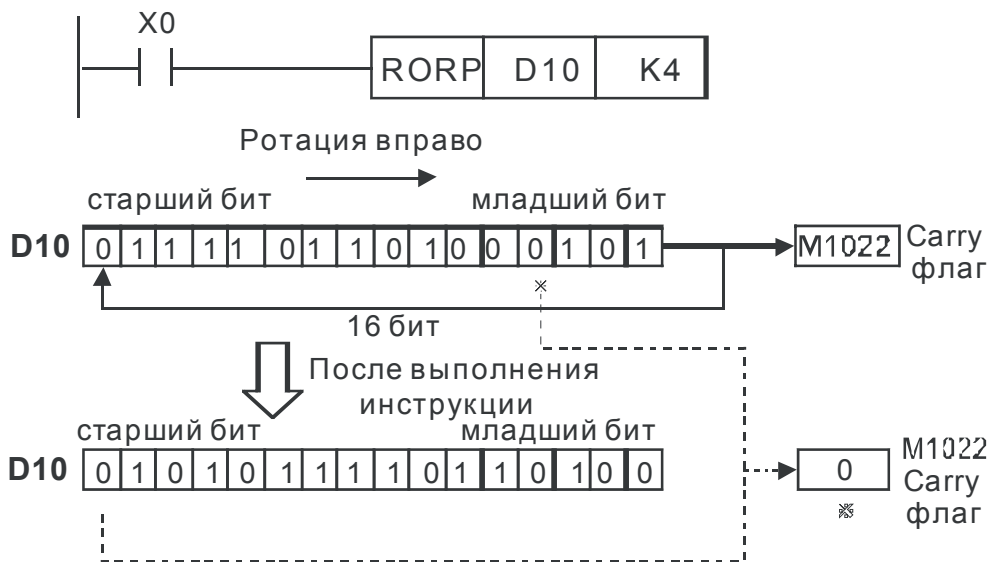 X0
RORP D10 K4
Ротация вправо
старший бит младший бит
D10 0 1 1 1 1 0 1 1 0 1 0 0 0 1 0 1 M1022 Carry флаг
※
16 бит
После выполнения
инструкции
старший бит младший бит
D10 0 1 0 1 0 1 1 1 1 0 1 1 0 1 0 0 0 M1022
Carry
※ флаг